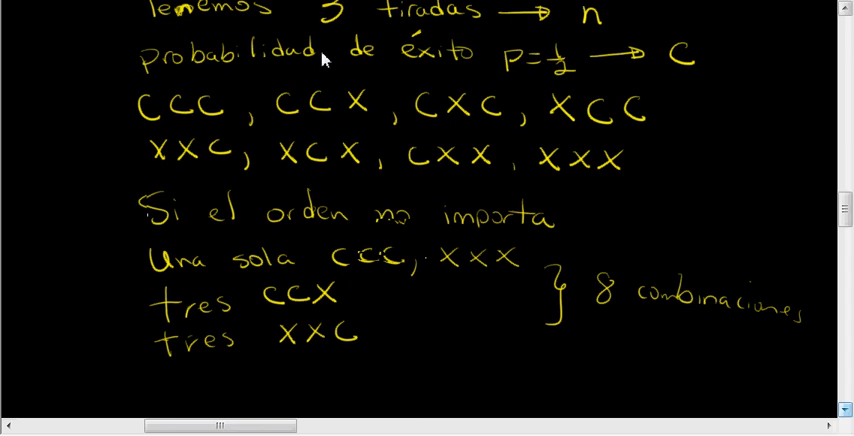 Tenemos 3 tiradas → n
probabilidad de éxito p=1/2 → C
CCC, CCX, CXC, XCC
XXC, XCX, CXX, XXX
Si el orden no importa
Una sola CCC, XXX
tres CCX
tres XXC
} 8 combinaciones